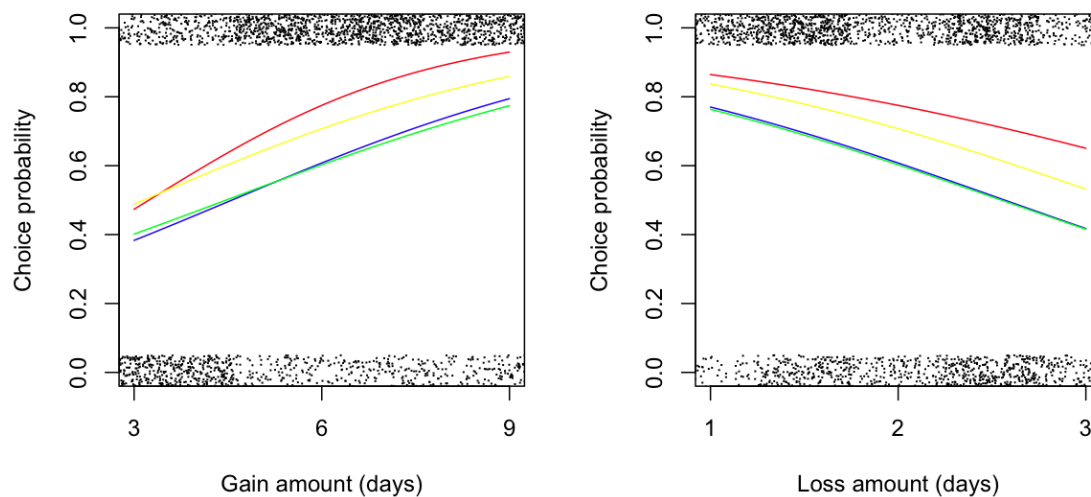 Choice probability
0.0 0.2 0.4 0.6 0.8 1.0
3 6 9
Gain amount (days)
Choice probability
0.0 0.2 0.4 0.6 0.8 1.0
1 2 3
Loss amount (days)